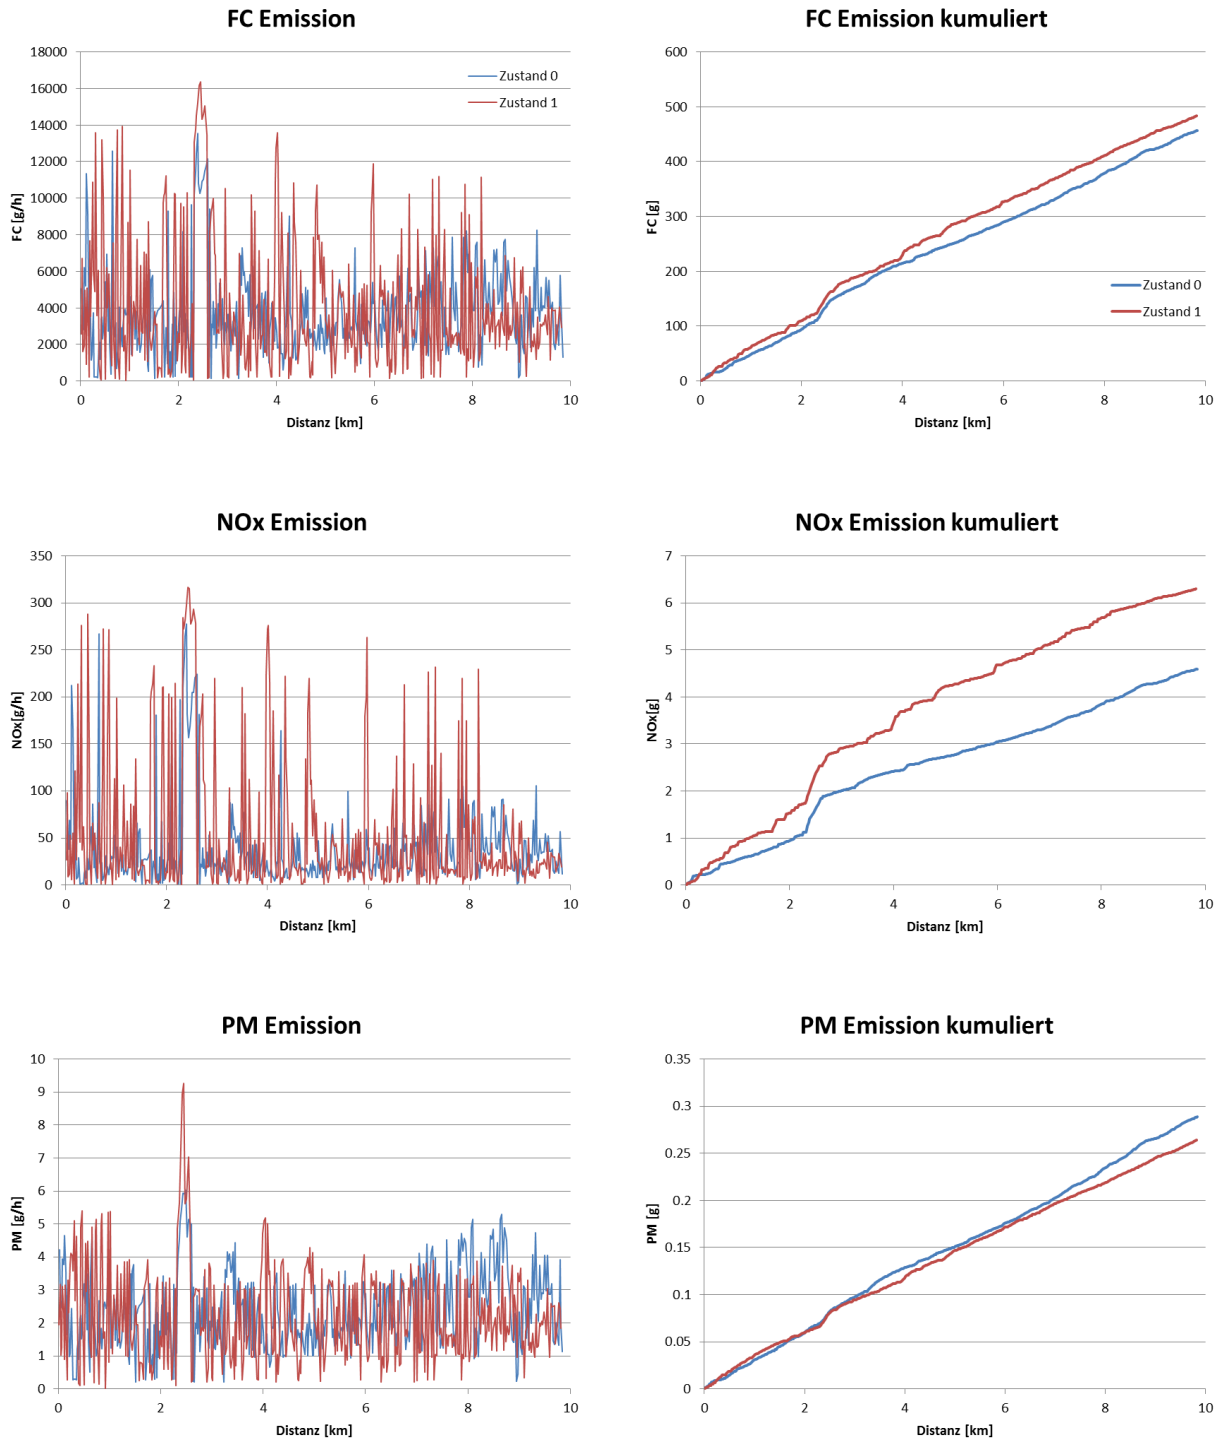 FC Emission
18000
16000
14000
12000
10000
8000
6000
4000
2000
0
FC [g/h]
0 2 4 6 8 10
Distanz [km]
Zustand 0
Zustand 1
FC Emission kumuliert
600
500
400
300
200
100
0
FC [g]
0 2 4 6 8 10
Distanz [km]
Zustand 0
Zustand 1
NOx Emission
350
300
250
200
150
100
50
0
NOx[g/h]
0 2 4 6 8 10
Distanz [km]
NOx Emission kumuliert
7
6
5
4
3
2
1
0
NOx[g]
0 2 4 6 8 10
Distanz [km]
PM Emission
10
9
8
7
6
5
4
3
2
1
0
PM [g/h]
0 2 4 6 8 10
Distanz [km]
PM Emission kumuliert
0.35
0.3
0.25
0.2
0.15
0.1
0.05
0
PM [g]
0 2 4 6 8 10
Distanz [km]